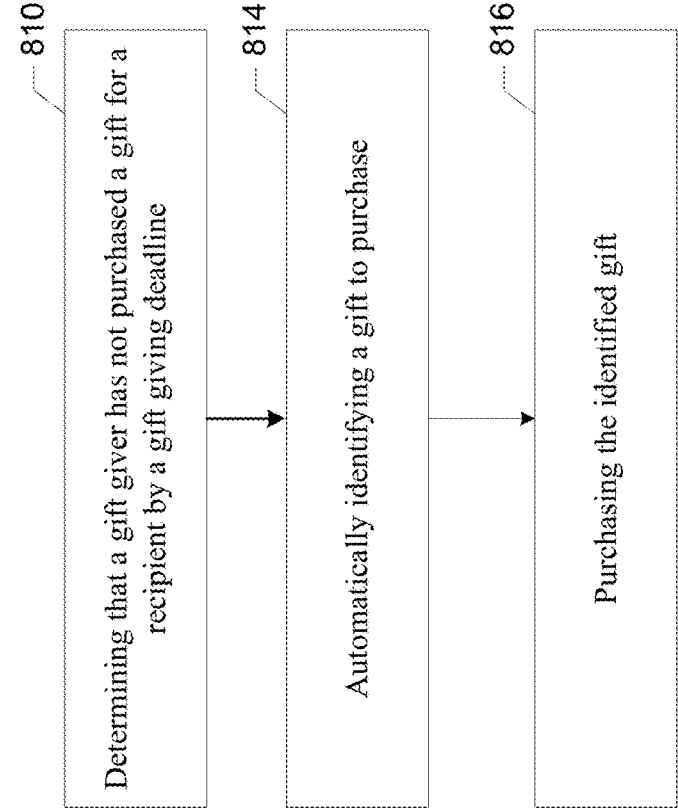 810
Determining that a gift giver has not purchased a gift for a
recipient by a gift giving deadline
814
Automatically identifying a gift to purchase
816
Purchasing the identified gift